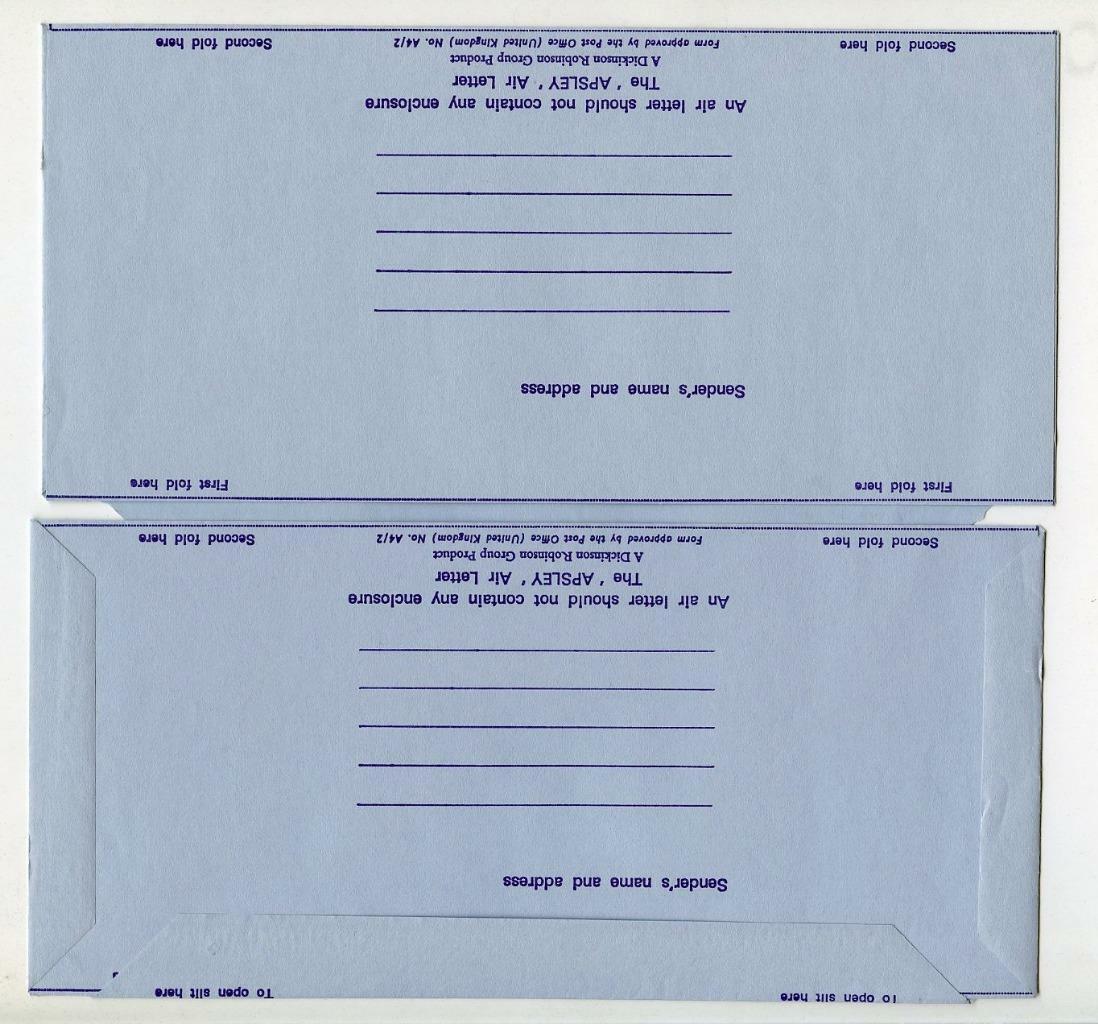 To open slit here To open slit here
Sender's name and address
An air letter should not contain any enclosure
The 'APSLEY' Air Letter
A Dickinson Robinson Group Product
Second fold here Form approved by the Post Office (United Kingdom) No. A4/2 Second fold here
First fold here First fold here
Sender's name and address
An air letter should not contain any enclosure
The 'APSLEY' Air Letter
A Dickinson Robinson Group Product
Second fold here Form approved by the Post Office (United Kingdom) No. A4/2 Second fold here